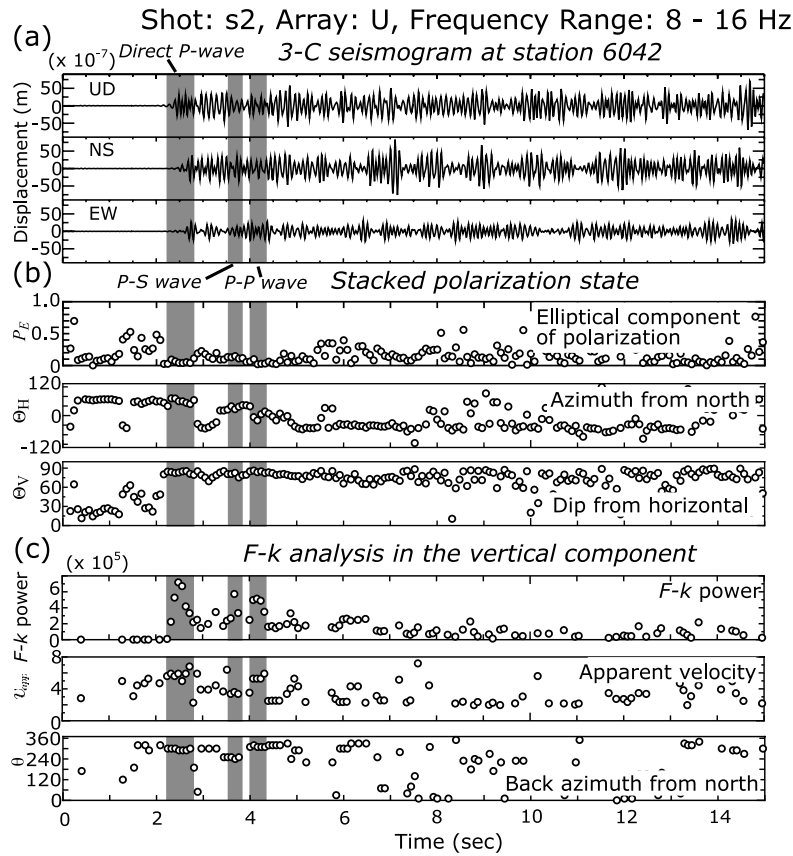 Shot: s2, Array: U, Frequency Range: 8 - 16 Hz
(a)
Direct P-wave
(x 10⁻⁷)
3-C seismogram at station 6042
Displacement (m)
50
0
-50
UD
50
0
-50
NS
50
0
-50
EW
P-S wave
P-P wave
(b)
Stacked polarization state
P_E
1.0
0.5
0
Elliptical component
of polarization
Θ_H
120
0
-120
Azimuth from north
Θ_V
90
60
30
0
Dip from horizontal
(c)
(x 10⁵)
F-k analysis in the vertical component
F-k power
6
4
2
0
F-k power
v_app
8
4
0
Apparent velocity
θ
360
240
120
0
Back azimuth from north
0 2 4 6 8 10 12 14
Time (sec)